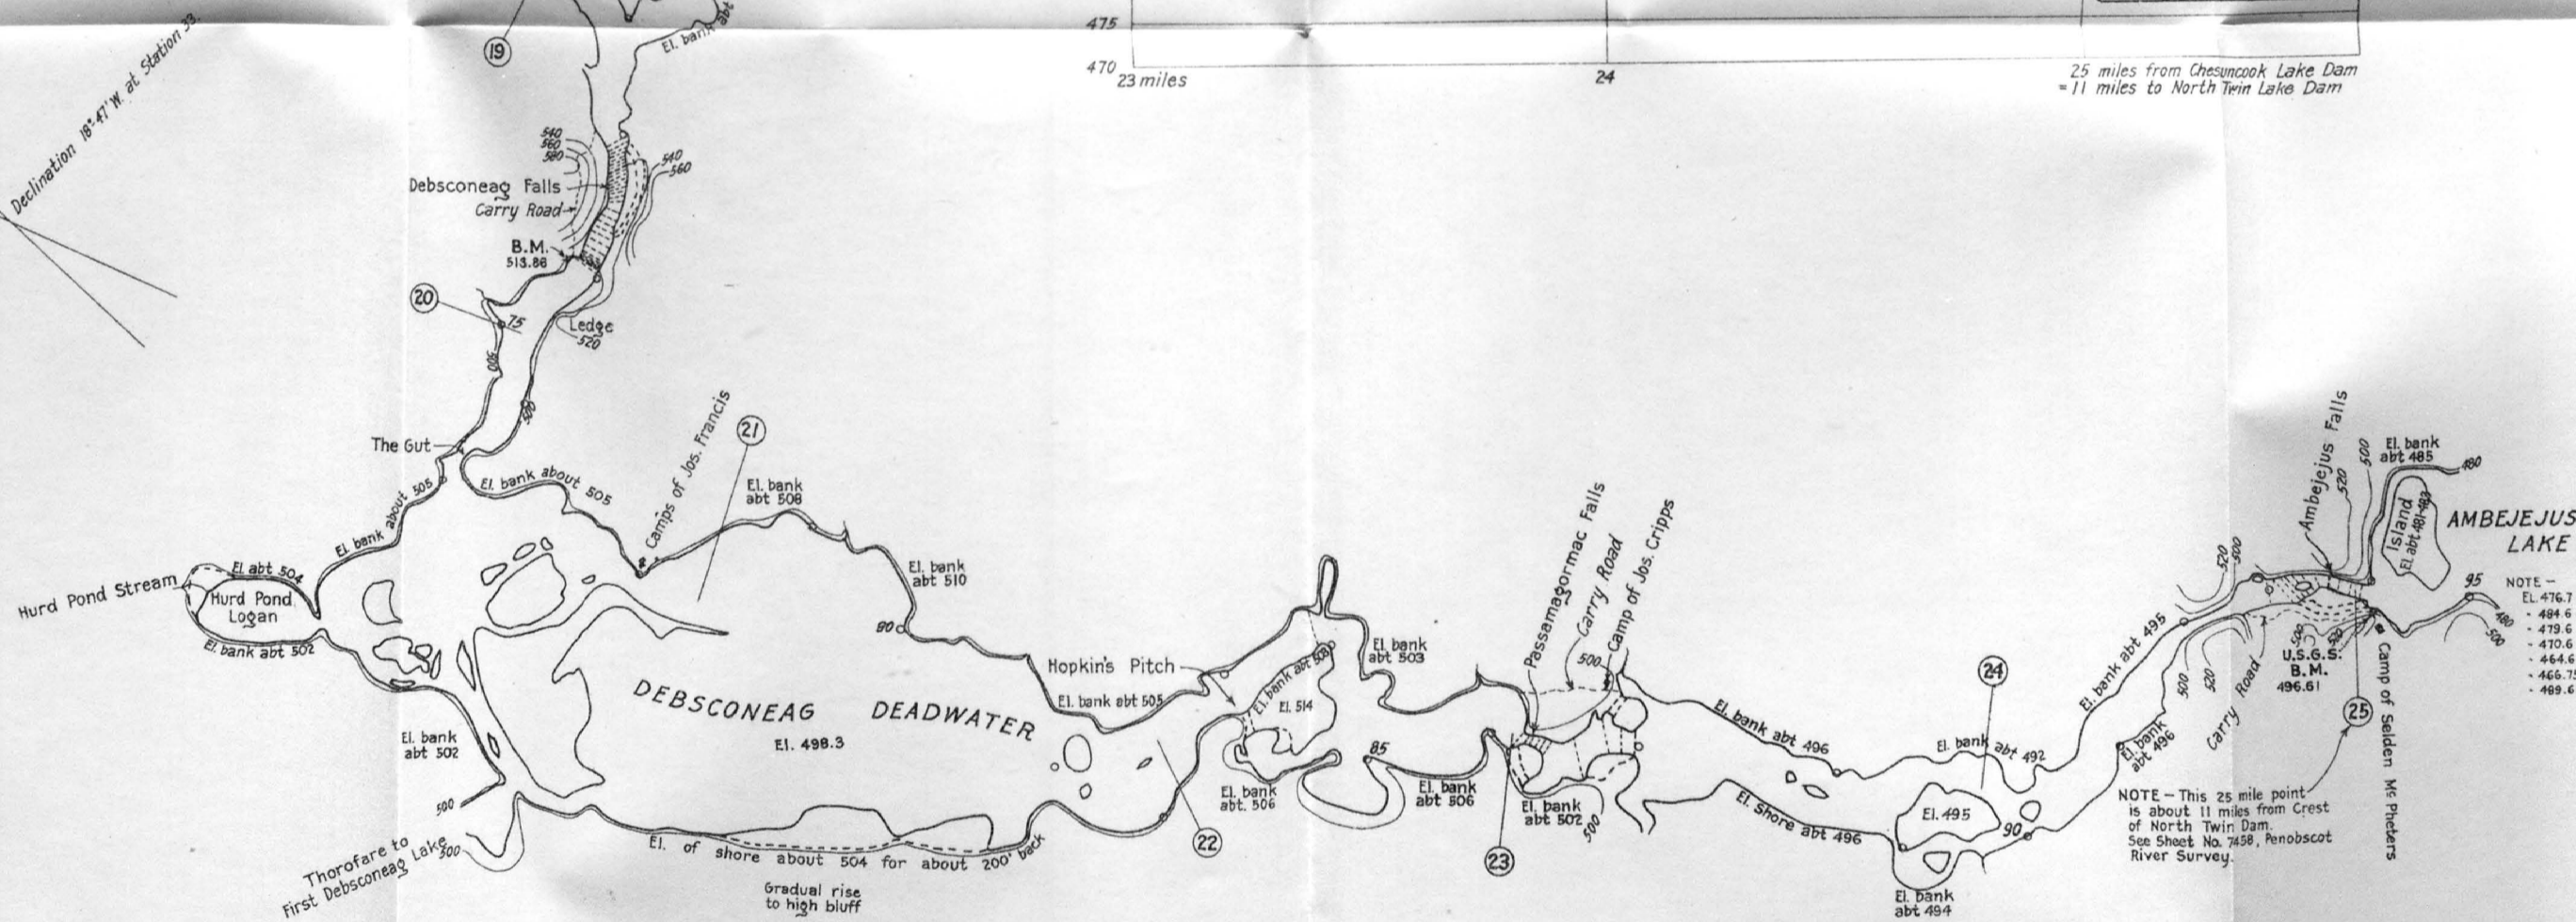 Declination 18°-47' W. at Station 33.
19
El. bank abt
475
470
23 miles
24
25 miles from Chesuncook Lake Dam
= 11 miles to North Twin Lake Dam
540
560
580
540
560
Debsconeag Falls
Carry Road
B.M.
513.86
20
75
Ledge
520
500
500
The Gut
El. bank about 505
El. bank about 505
Camps of Jos. Francis
21
El. bank
abt 508
El. bank
abt 510
80
Hurd Pond Stream
El. abt 504
Hurd Pond
Logan
El. bank abt 502
DEBSCONEAG DEADWATER
El. 498.3
El. bank
abt 502
500
Thorofare to
First Debsconeag Lake
500
El. of shore about 504 for about 200' back
Gradual rise
to high bluff
Hopkin's Pitch
El. bank abt 505
El. bank abt 508
El. 514
El. bank
abt 503
El. bank
abt. 506
85
El. bank
abt 506
22
Passamagormac Falls
Carry Road
Camp of Jos. Cripps
500
El. bank
abt 502
500
23
El. bank abt 496
El. shore abt 496
El. bank abt 492
24
El. 495
90
El. bank
abt 494
El. bank abt 495
El. bank
abt 496
520
500
500
520
Carry Road
Ambejejus Falls
520
500
El. bank
abt 485
480
Island
El. abt 481-483
AMBEJEJUS
LAKE
95
480
500
500
520
U.S.G.S.
B.M.
496.61
25
Camp of Selden Mc Pheters
NOTE - This 25 mile point
is about 11 miles from Crest
of North Twin Dam.
See Sheet No. 7458, Penobscot
River Survey.
NOTE -
EL. 476.7
- 484.6
- 479.6
- 470.6
- 464.6
- 466.75
- 489.6